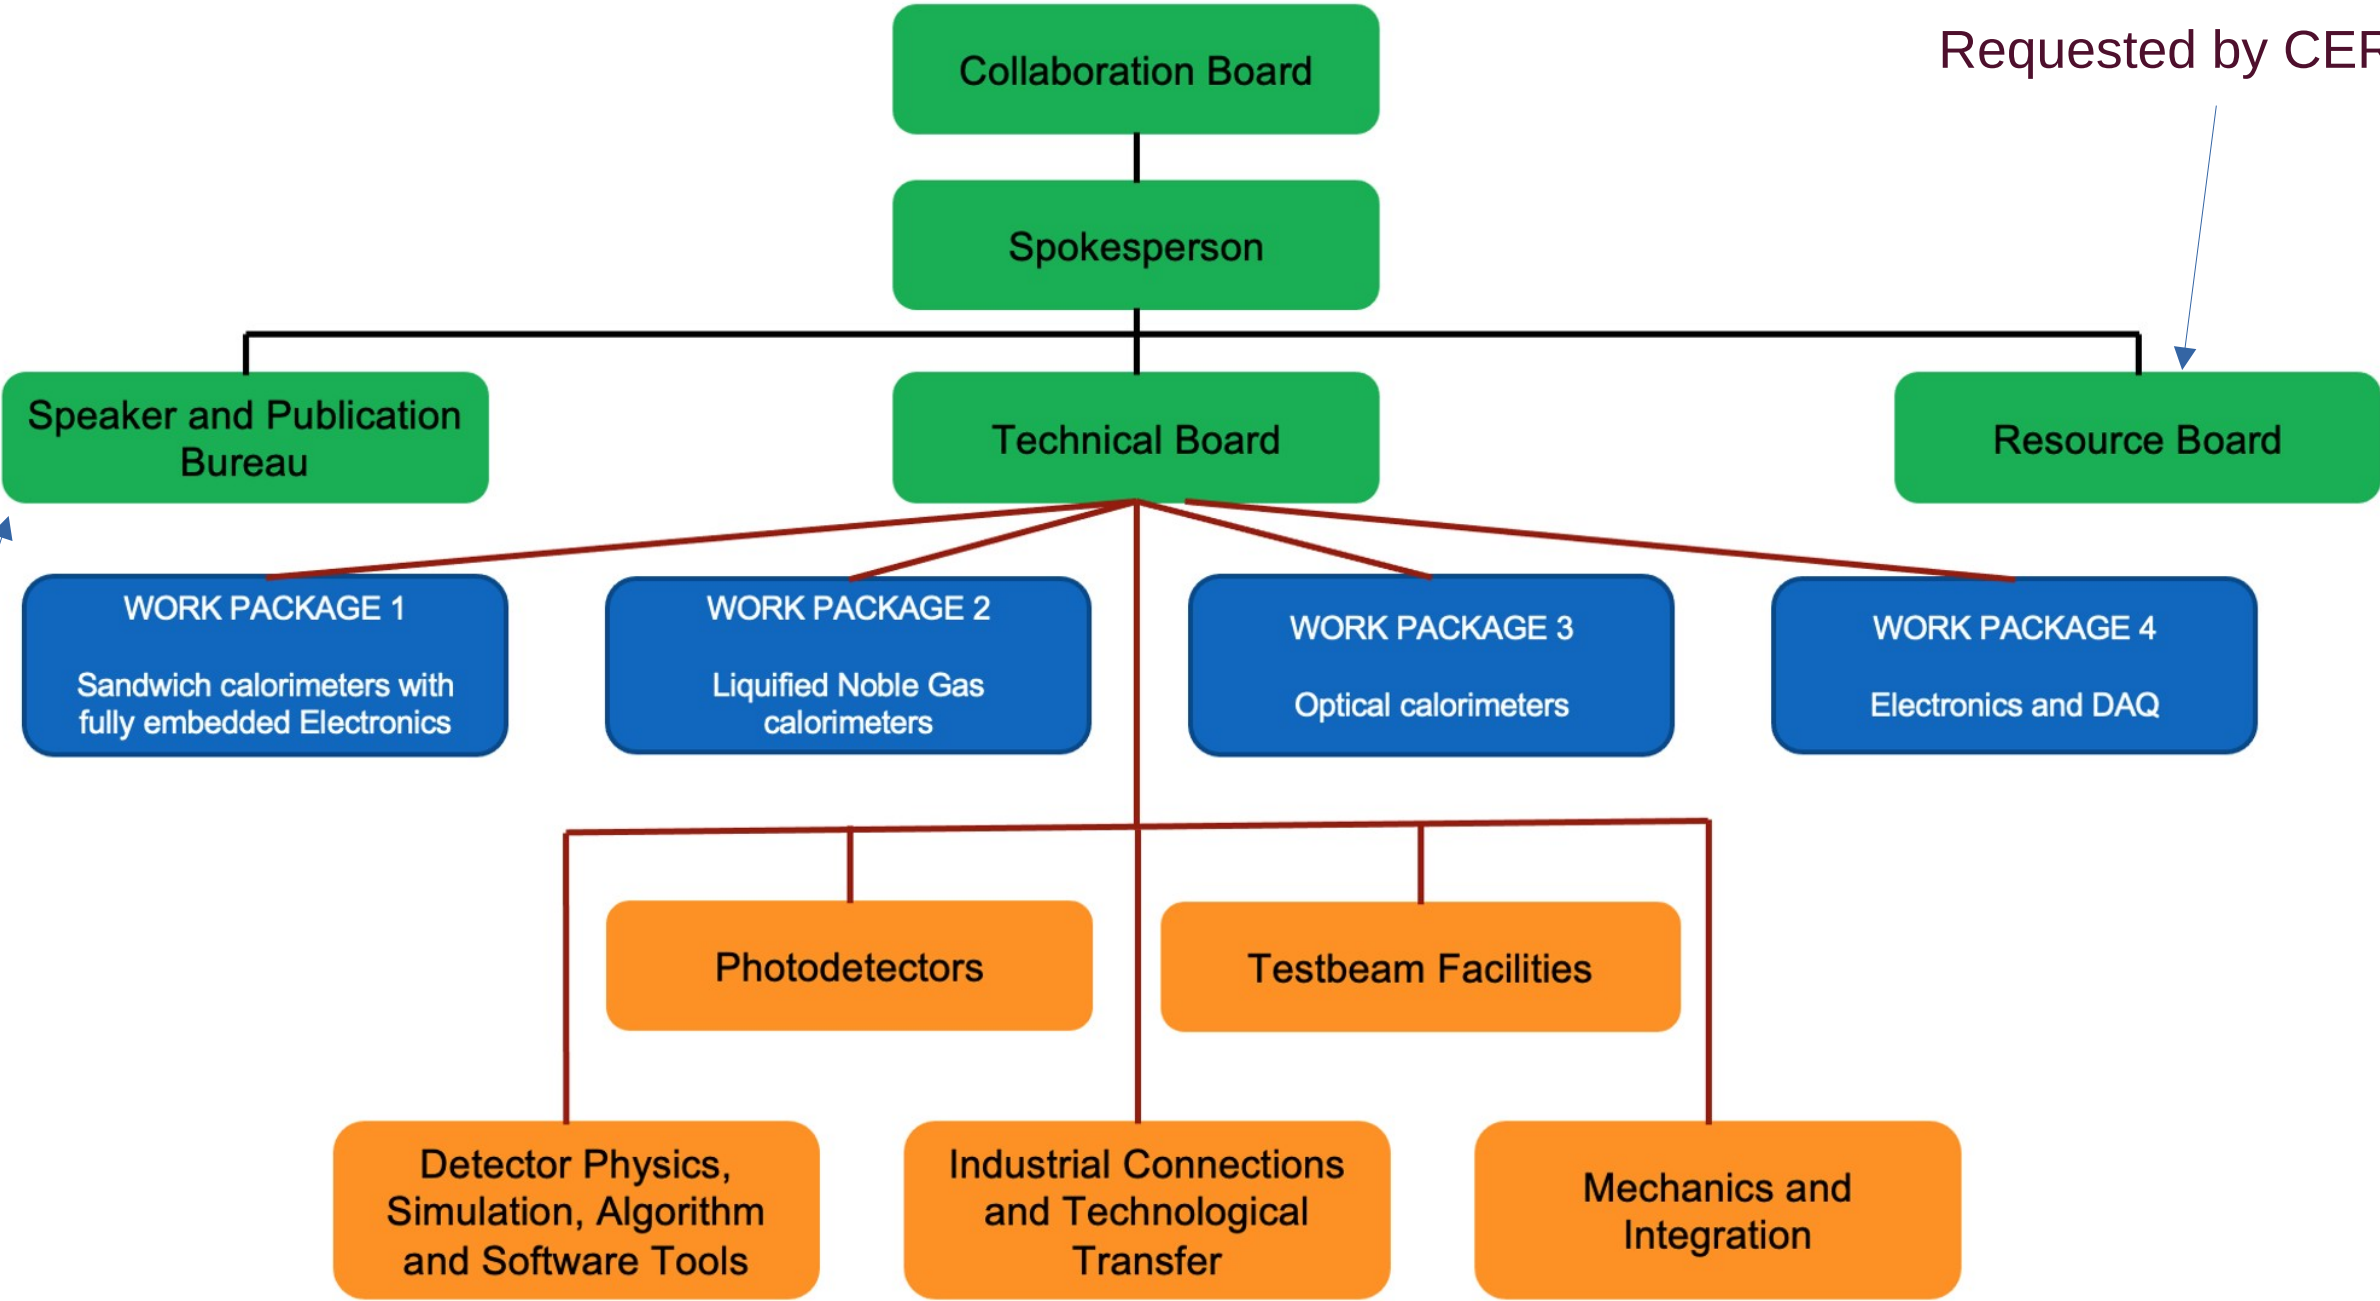 Collaboration Board
Requested by
Spokesperson
Speaker and Publication
Bureau
Technical Board
Resource Board
WORK PACKAGE 1
Sandwich calorimeters with
fully embedded Electronics
WORK PACKAGE 2
Liquified Noble Gas
calorimeters
WORK PACKAGE 3
Optical calorimeters
WORK PACKAGE 4
Electronics and DAQ
Photodetectors
Testbeam Facilities
Detector Physics,
Simulation, Algorithm
and Software Tools
Industrial Connections
and Technological
Transfer
Mechanics and
Integration